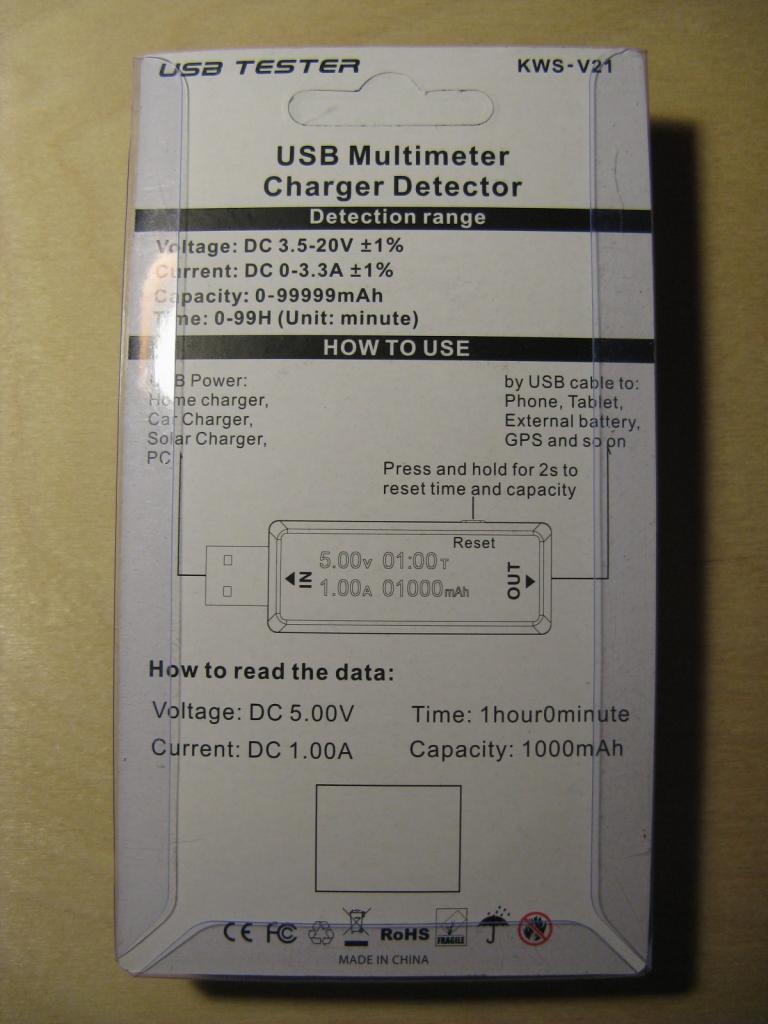 USB TESTER
KWS-V21
USB Multimeter
Charger Detector
Detection range
Voltage: DC 3.5-20V ±1%
Current: DC 0-3.3A ±1%
Capacity: 0-99999mAh
Time: 0-99H (Unit: minute)
HOW TO USE
USB Power:
Home charger,
Car Charger,
Solar Charger,
PC
by USB cable to:
Phone, Tablet,
External battery,
GPS and so on
Press and hold for 2s to
reset time and capacity
Reset
IN
5.00V 01:00T
1.00A 01000mAh
OUT
How to read the data:
Voltage: DC 5.00V
Time: 1hour0minute
Current: DC 1.00A
Capacity: 1000mAh
CE FC RoHS
FRAGILE
MADE IN CHINA